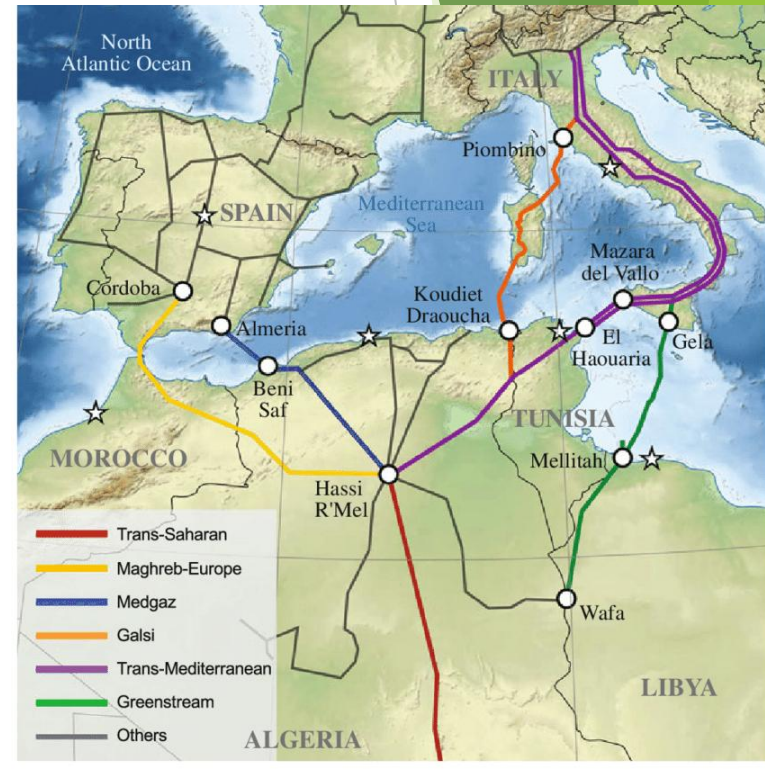 North
Atlantic Ocean
ITALY
Piombino
Mediterranean
Sea
SPAIN
Mazara
del Vallo
Cordoba
Koudiet
Draoucha
Almeria
El
Haouaria
Gela
Beni
Saf
TUNISIA
MOROCCO
Mellitah
Hassi
R'Mel
Trans-Saharan
Maghreb-Europe
Medgaz
Galsi
Wafa
Trans-Mediterranean
Greenstream
LIBYA
Others
ALGERIA